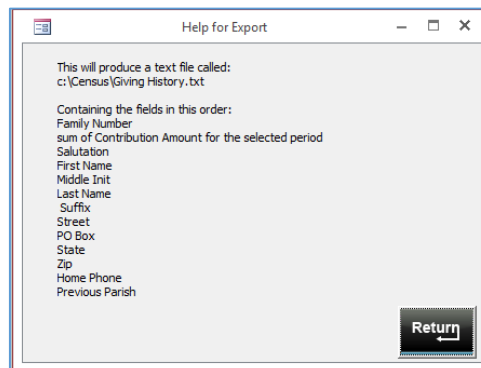 Help for Export
This will produce a text file called:
c:\Census\Giving History.txt
Containing the fields in this order:
Family Number
sum of Contribution Amount for the selected period
Salutation
First Name
Middle Init
Last Name
Suffix
Street
PO Box
State
Zip
Home Phone
Previous Parish
Return